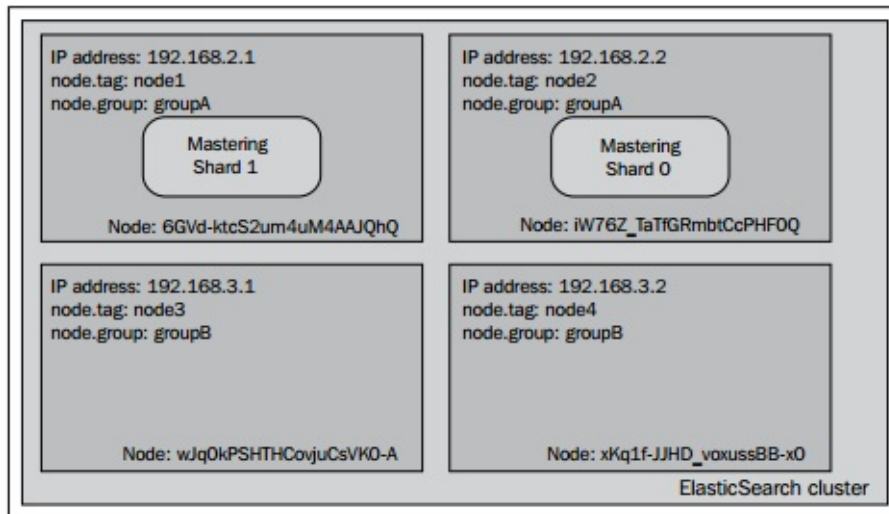 IP address: 192.168.2.1
node.tag: node1
node.group: groupA
Mastering
Shard 1
Node: 6GVd-ktcS2um4uM4AAJQhQ
IP address: 192.168.2.2
node.tag: node2
node.group: groupA
Mastering
Shard 0
Node: iW76Z_TaTfGRmbtCcPHF0Q
IP address: 192.168.3.1
node.tag: node3
node.group: groupB
Node: wJq0kPSHTHCovjuCsVK0-A
IP address: 192.168.3.2
node.tag: node4
node.group: groupB
Node: xKq1f-JJHD_voxussBB-x0
ElasticSearch cluster